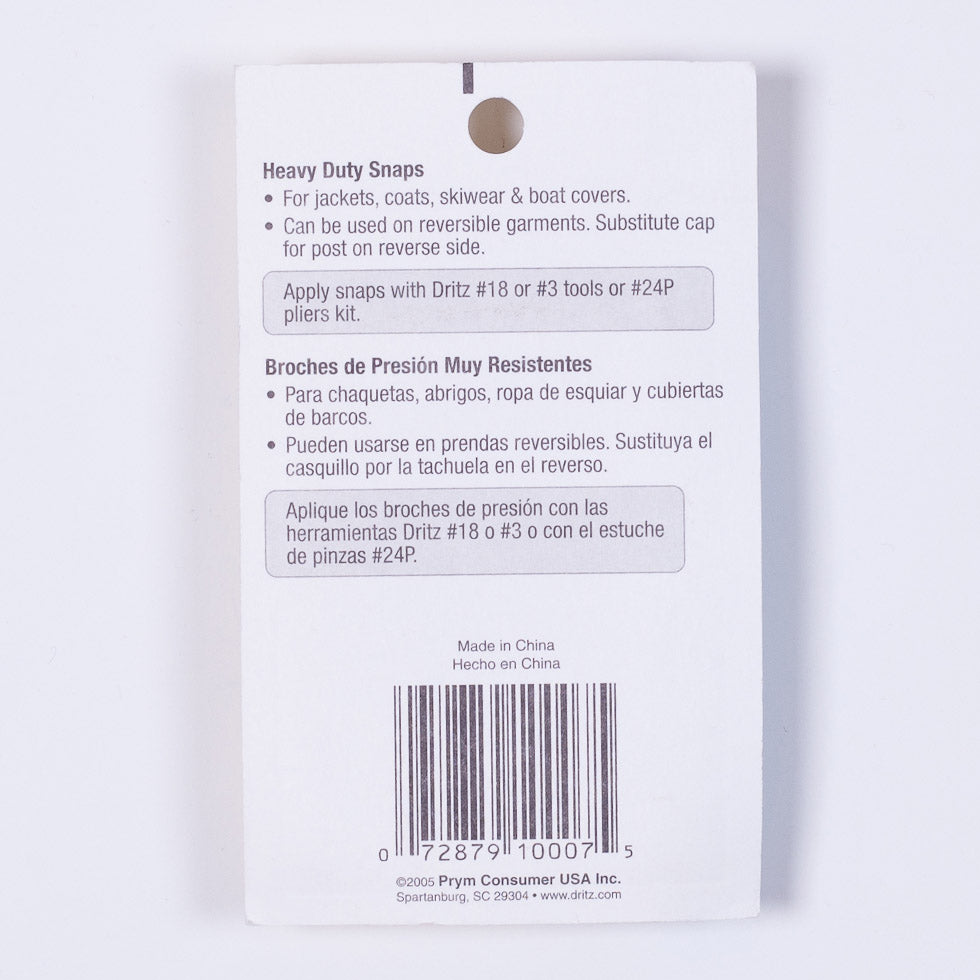 Heavy Duty Snaps
• For jackets, coats, skiwear & boat covers.
• Can be used on reversible garments. Substitute cap
for post on reverse side.
Apply snaps with Dritz #18 or #3 tools or #24P
pliers kit.
Broches de Presión Muy Resistentes
• Para chaquetas, abrigos, ropa de esquiar y cubiertas
de barcos.
• Pueden usarse en prendas reversibles. Sustituya el
casquillo por la tachuela en el reverso.
Aplique los broches de presión con las
herramientas Dritz #18 o #3 o con el estuche
de pinzas #24P.
Made in China
Hecho en China
0 72879 10007 5
©2005 Prym Consumer USA Inc.
Spartanburg, SC 29304 • www.dritz.com